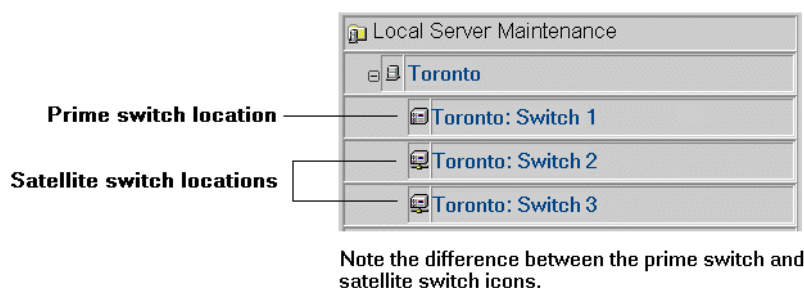 Local Server Maintenance
Toronto
Prime switch location
Toronto: Switch 1
Satellite switch locations
Toronto: Switch 2
Toronto: Switch 3
Note the difference between the prime switch and
satellite switch icons.